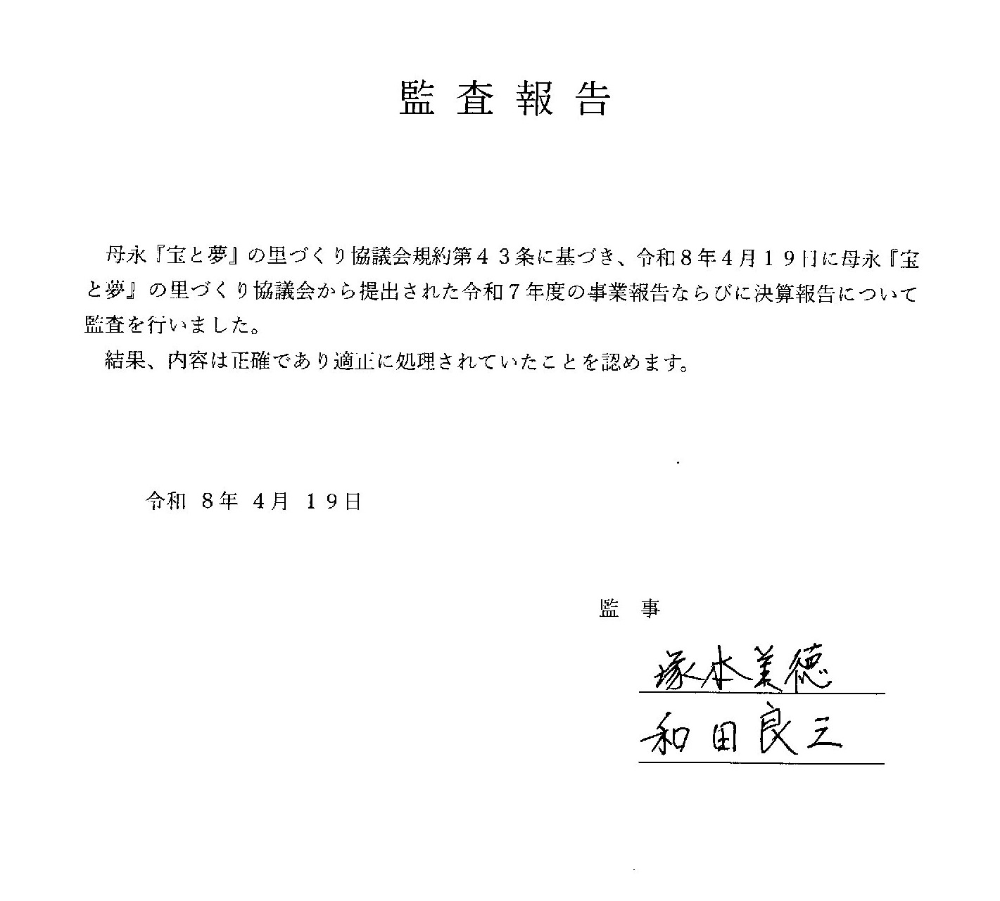 監査報告
母永『宝と夢』の里づくり協議会規約第４３条に基づき、令和８年４月１９日に母永『宝
と夢』の里づくり協議会から提出された令和７年度の事業報告ならびに決算報告について
監査を行いました。
結果、内容は正確であり適正に処理されていたことを認めます。
令和 ８年 ４月 １９日
監 事
塚本美徳
和田良三